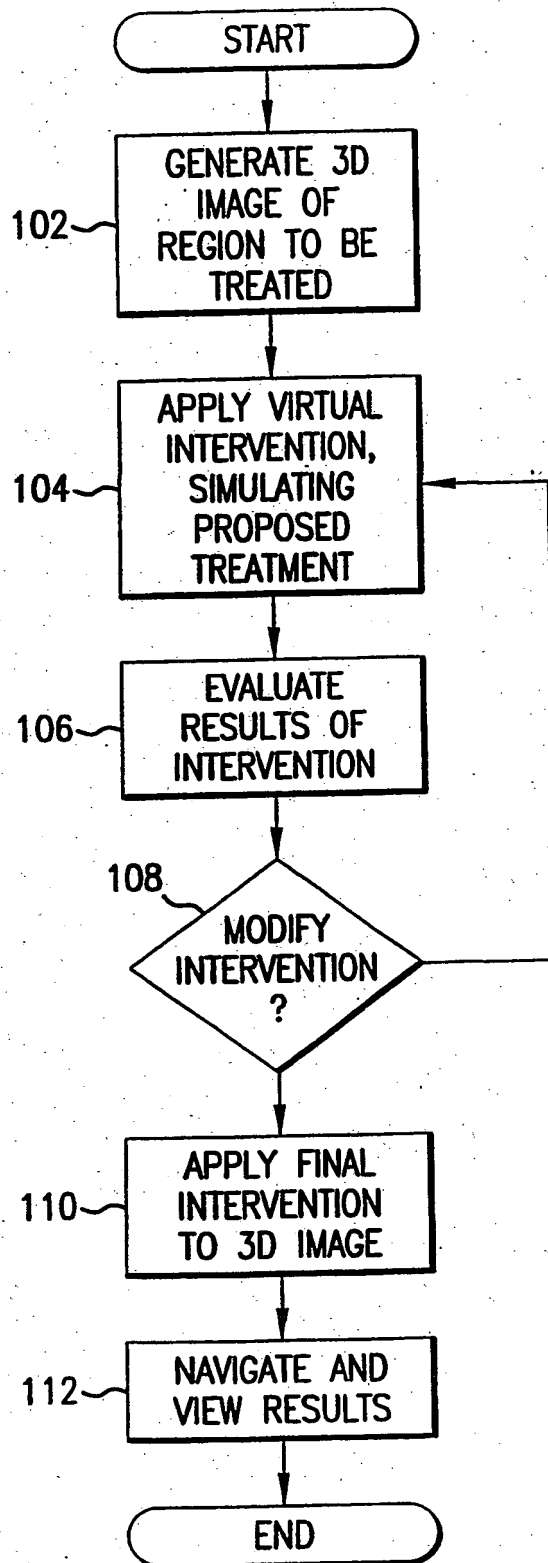 START
GENERATE 3D
IMAGE OF
REGION TO BE
TREATED
102
APPLY VIRTUAL
INTERVENTION,
SIMULATING
PROPOSED
TREATMENT
104
EVALUATE
RESULTS OF
INTERVENTION
106
108
MODIFY
INTERVENTION
?
APPLY FINAL
INTERVENTION
TO 3D IMAGE
110
NAVIGATE AND
VIEW RESULTS
112
END